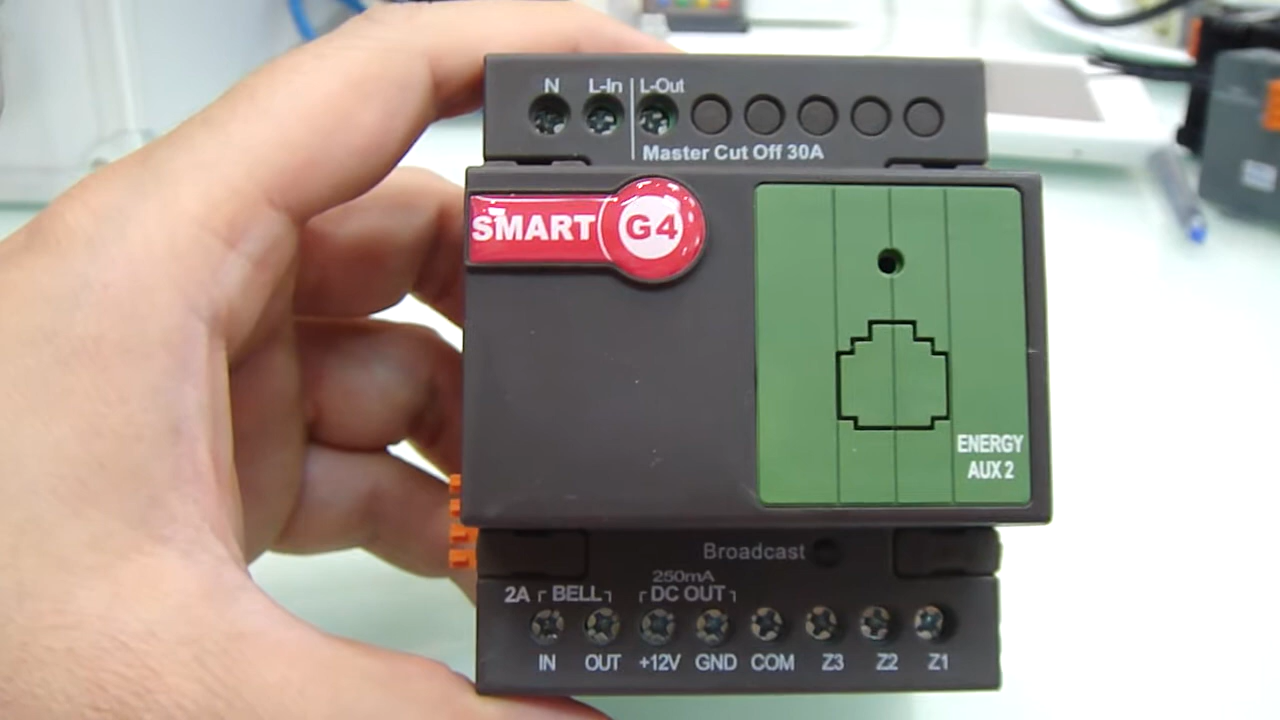 N L-In L-Out
Master Cut Off 30A
SMART G4
ENERGY
AUX 2
Broadcast
250mA
2A BELL DC OUT
IN OUT +12V GND COM Z3 Z2 Z1